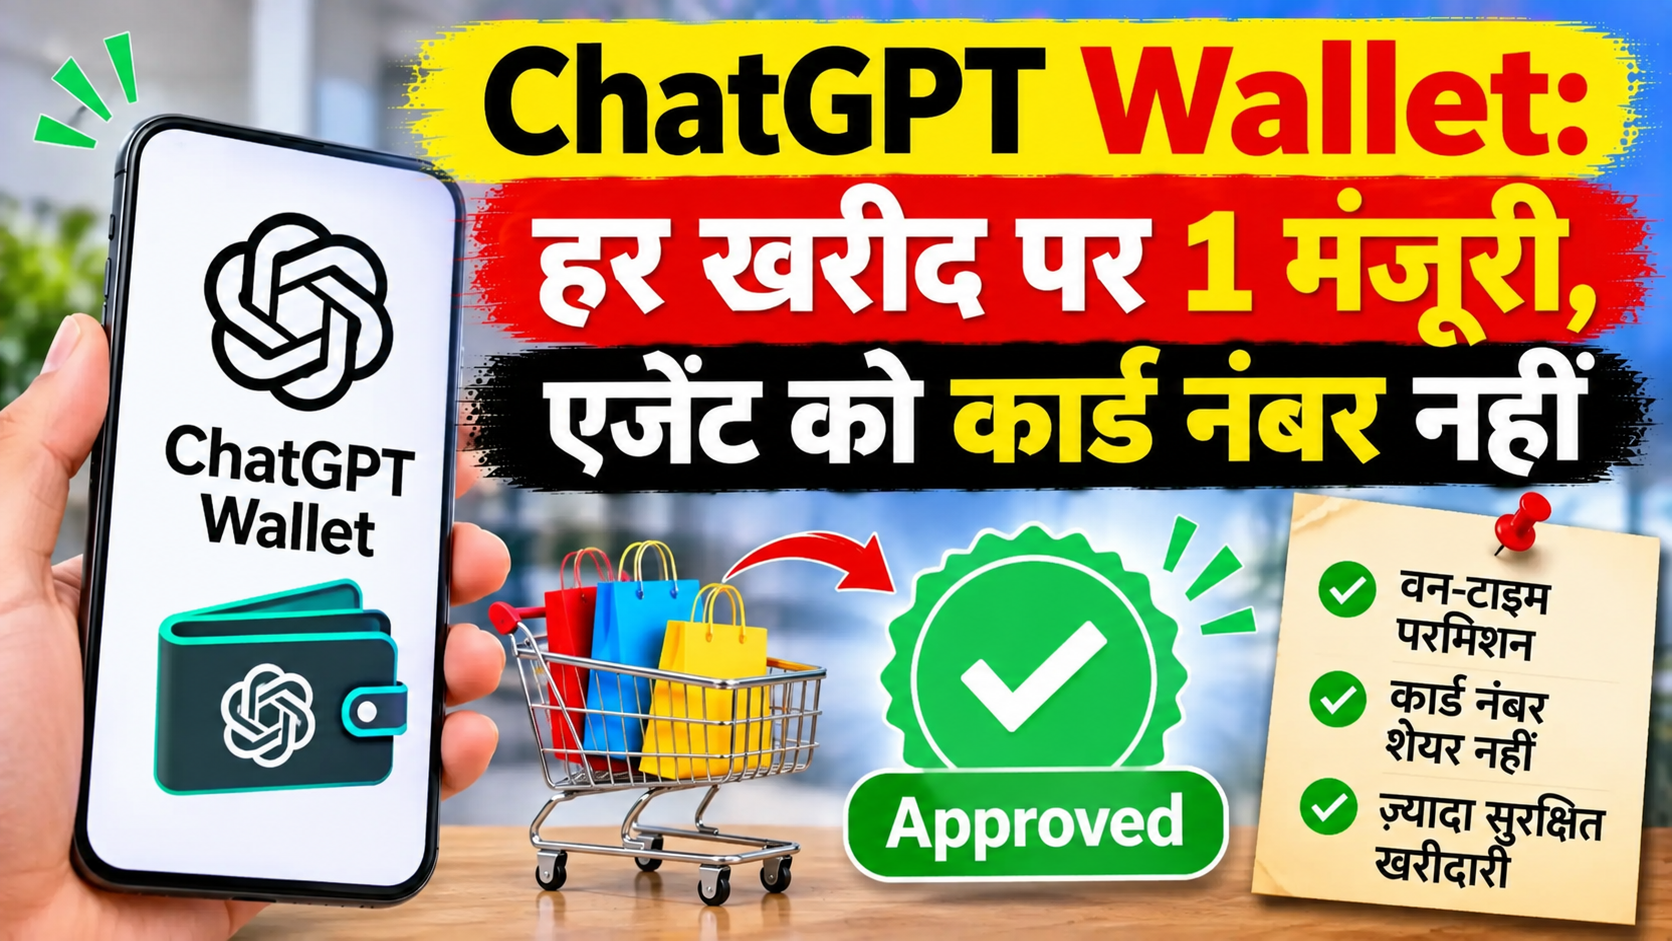 ChatGPT Wallet:
हर खरीद पर 1 मंजूरी,
एजेंट को कार्ड नंबर नहीं
ChatGPT
Wallet
Approved
वन-टाइम
परमिशन
कार्ड नंबर
शेयर नहीं
ज़्यादा सुरक्षित
खरीदारी